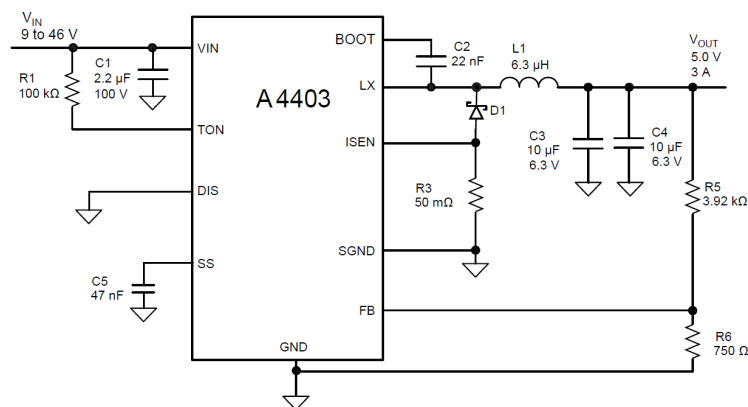 VIN
9 to 46 V
R1
100 kΩ
C1
2.2 µF
100 V
VIN
TON
DIS
SS
C5
47 nF
A4403
GND
BOOT
LX
ISEN
SGND
FB
C2
22 nF
L1
6.3 µH
D1
R3
50 mΩ
C3
10 µF
6.3 V
C4
10 µF
6.3 V
VOUT
5.0 V
3 A
R5
3.92 kΩ
R6
750 Ω